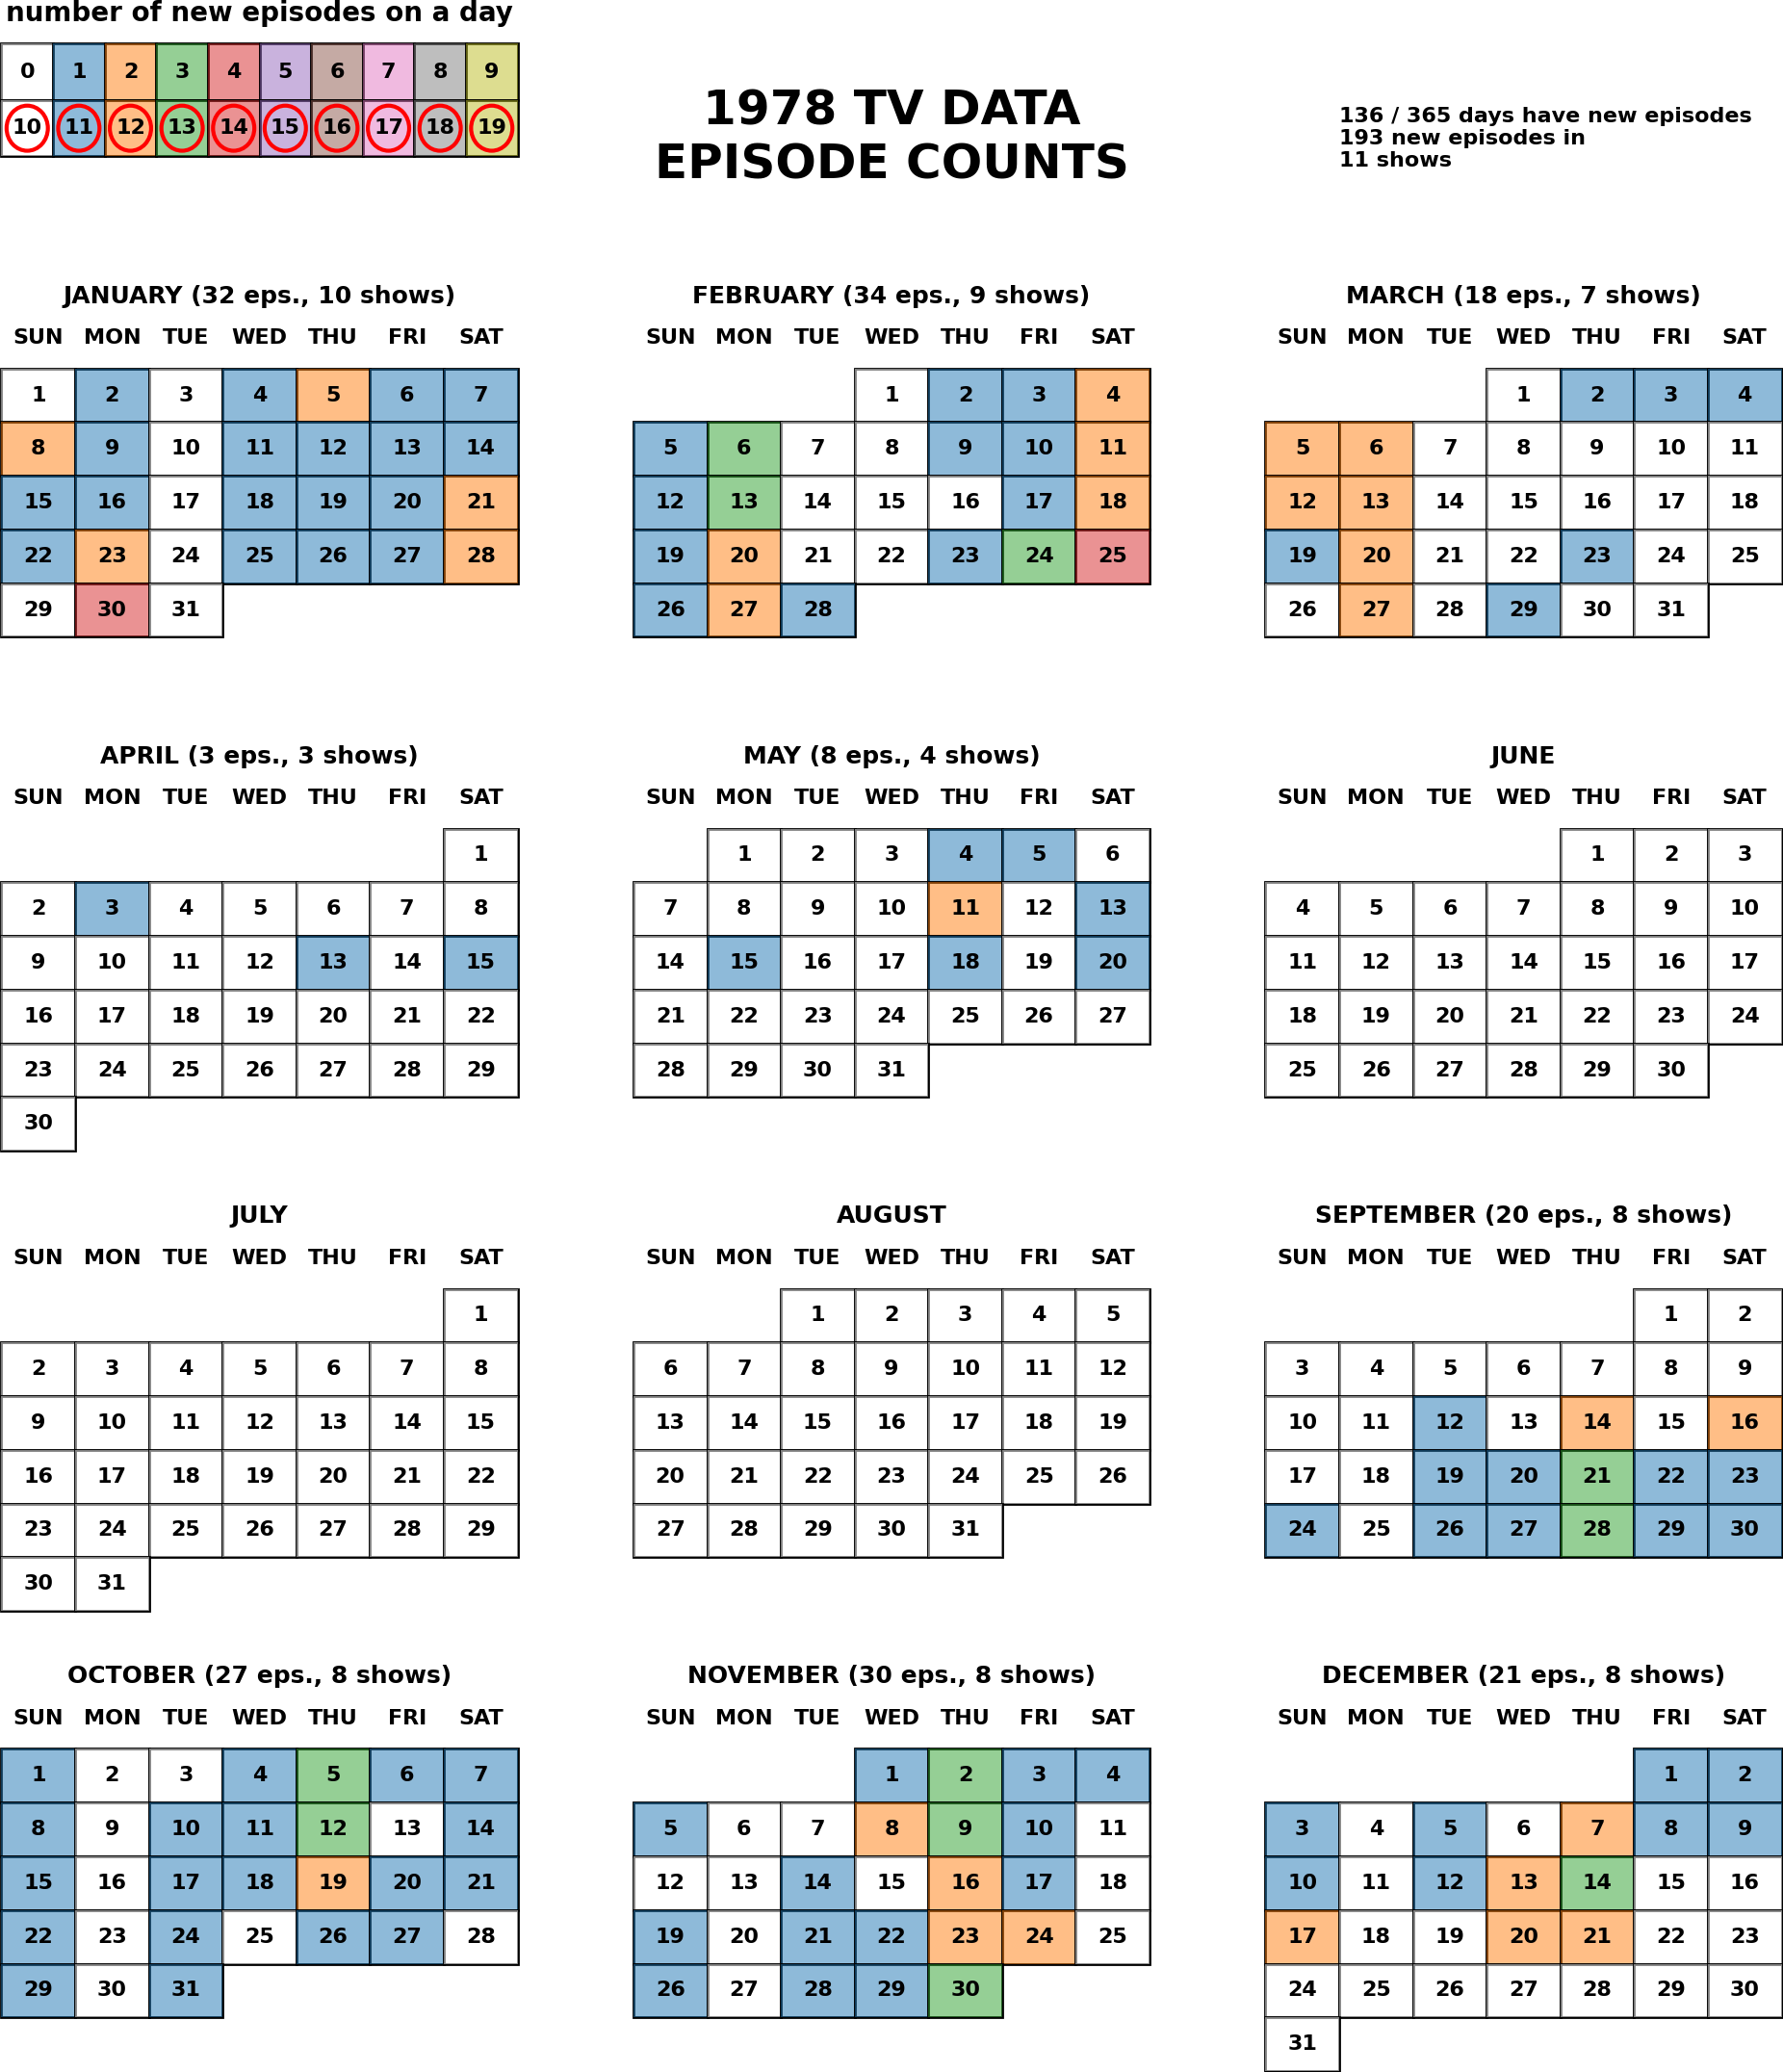 number of new episodes on a day
0 1 2 3 4 5 6 7 8 9
10 11 12 13 14 15 16 17 18 19
1978 TV DATA
EPISODE COUNTS
136 / 365 days have new episodes
193 new episodes in
11 shows
JANUARY (32 eps., 10 shows)
SUN MON TUE WED THU FRI SAT
1 2 3 4 5 6 7
8 9 10 11 12 13 14
15 16 17 18 19 20 21
22 23 24 25 26 27 28
29 30 31
FEBRUARY (34 eps., 9 shows)
SUN MON TUE WED THU FRI SAT
1 2 3 4
5 6 7 8 9 10 11
12 13 14 15 16 17 18
19 20 21 22 23 24 25
26 27 28
MARCH (18 eps., 7 shows)
SUN MON TUE WED THU FRI SAT
1 2 3 4
5 6 7 8 9 10 11
12 13 14 15 16 17 18
19 20 21 22 23 24 25
26 27 28 29 30 31
APRIL (3 eps., 3 shows)
SUN MON TUE WED THU FRI SAT
1
2 3 4 5 6 7 8
9 10 11 12 13 14 15
16 17 18 19 20 21 22
23 24 25 26 27 28 29
30
MAY (8 eps., 4 shows)
SUN MON TUE WED THU FRI SAT
1 2 3 4 5 6
7 8 9 10 11 12 13
14 15 16 17 18 19 20
21 22 23 24 25 26 27
28 29 30 31
JUNE
SUN MON TUE WED THU FRI SAT
1 2 3
4 5 6 7 8 9 10
11 12 13 14 15 16 17
18 19 20 21 22 23 24
25 26 27 28 29 30
JULY
SUN MON TUE WED THU FRI SAT
1
2 3 4 5 6 7 8
9 10 11 12 13 14 15
16 17 18 19 20 21 22
23 24 25 26 27 28 29
30 31
AUGUST
SUN MON TUE WED THU FRI SAT
1 2 3 4 5
6 7 8 9 10 11 12
13 14 15 16 17 18 19
20 21 22 23 24 25 26
27 28 29 30 31
SEPTEMBER (20 eps., 8 shows)
SUN MON TUE WED THU FRI SAT
1 2
3 4 5 6 7 8 9
10 11 12 13 14 15 16
17 18 19 20 21 22 23
24 25 26 27 28 29 30
OCTOBER (27 eps., 8 shows)
SUN MON TUE WED THU FRI SAT
1 2 3 4 5 6 7
8 9 10 11 12 13 14
15 16 17 18 19 20 21
22 23 24 25 26 27 28
29 30 31
NOVEMBER (30 eps., 8 shows)
SUN MON TUE WED THU FRI SAT
1 2 3 4
5 6 7 8 9 10 11
12 13 14 15 16 17 18
19 20 21 22 23 24 25
26 27 28 29 30
DECEMBER (21 eps., 8 shows)
SUN MON TUE WED THU FRI SAT
1 2
3 4 5 6 7 8 9
10 11 12 13 14 15 16
17 18 19 20 21 22 23
24 25 26 27 28 29 30
31